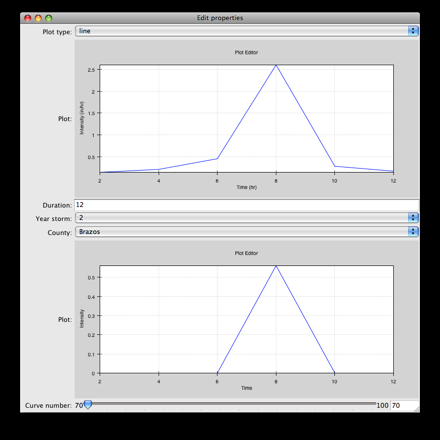 Edit properties
Plot type: line
Plot Editor
2.5
2
1.5
1
0.5
Intensity (in/hr)
2 4 6 8 10 12
Time (hr)
Plot:
Duration: 12
Year storm: 2
County: Brazos
Plot Editor
0.5
0.4
0.3
0.2
0.1
0
Intensity
2 4 6 8 10 12
Time
Plot:
Curve number: 70 100 70